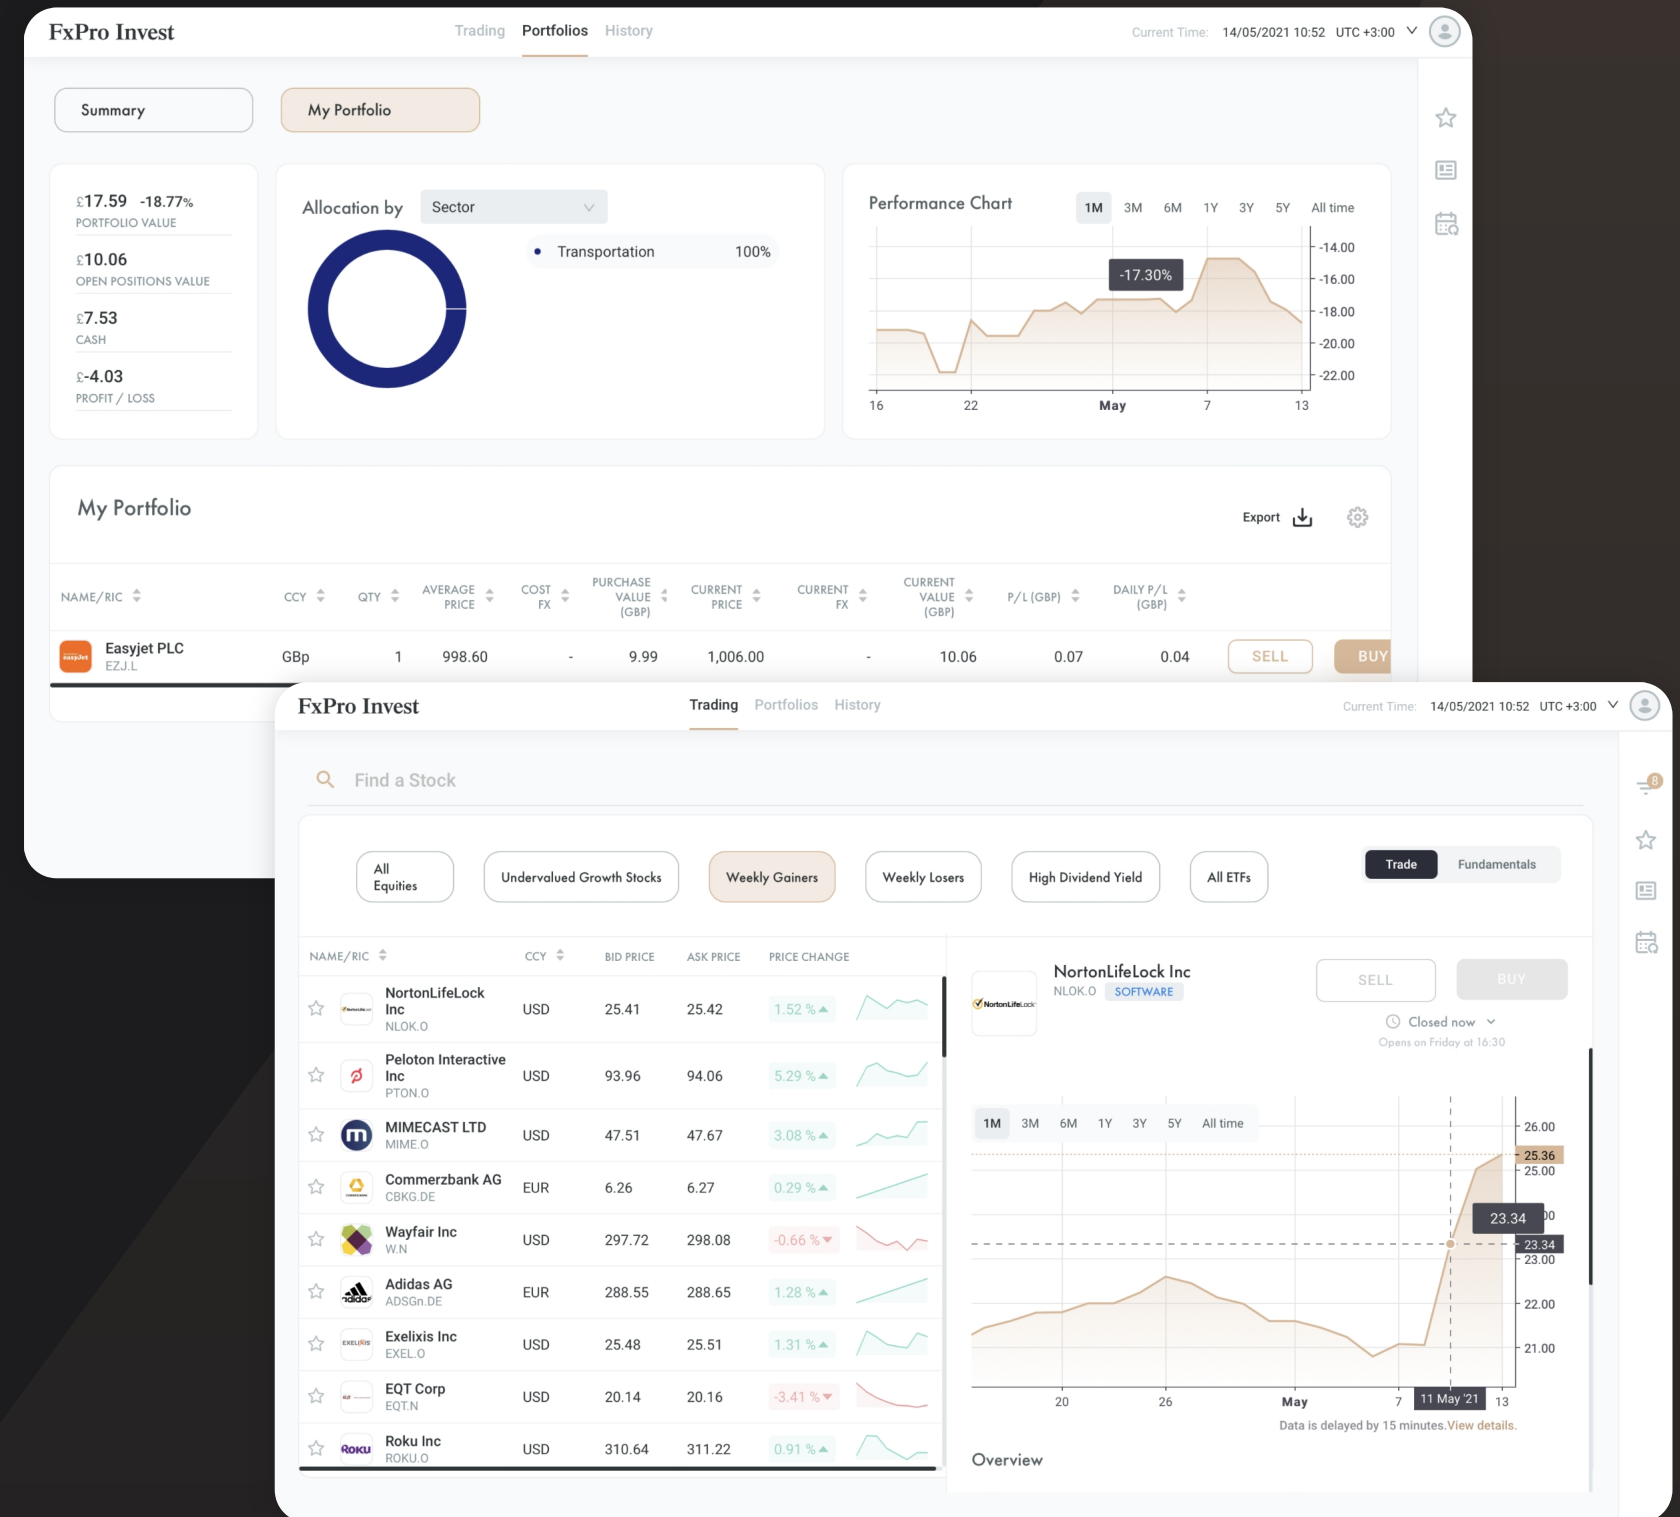 FxPro Invest
Trading Portfolios History
Current Time: 14/05/2021 10:52 UTC +3:00
Summary
My Portfolio
£17.59 -18.77%
PORTFOLIO VALUE
£10.06
OPEN POSITIONS VALUE
£7.53
CASH
£-4.03
PROFIT / LOSS
Allocation by Sector
Transportation 100%
Performance Chart
1M 3M 6M 1Y 3Y 5Y All time
-17.30%
-14.00
-16.00
-18.00
-20.00
-22.00
16 22 May 7 13
My Portfolio
Export
NAME/RIC CCY QTY AVERAGE PRICE COST FX PURCHASE VALUE (GBP) CURRENT PRICE CURRENT FX CURRENT VALUE (GBP) P/L (GBP) DAILY P/L (GBP)
easyJet
Easyjet PLC
EZJ.L
GBp 1 998.60 - 9.99 1,006.00 - 10.06 0.07 0.04 SELL BUY
FxPro Invest
Trading Portfolios History
Current Time: 14/05/2021 10:52 UTC +3:00
8
Find a Stock
All Equities
Undervalued Growth Stocks
Weekly Gainers
Weekly Losers
High Dividend Yield
All ETFs
Trade Fundamentals
NAME/RIC CCY BID PRICE ASK PRICE PRICE CHANGE
NortonLifeLock Inc
NLOK.O
USD 25.41 25.42 1.52 %
Peloton Interactive Inc
PTON.O
USD 93.96 94.06 5.29 %
m
MIMECAST LTD
MIME.O
USD 47.51 47.67 3.08 %
Commerzbank AG
CBKG.DE
EUR 6.26 6.27 0.29 %
Wayfair Inc
W.N
USD 297.72 298.08 -0.66 %
adidas
Adidas AG
ADSGn.DE
EUR 288.55 288.65 1.28 %
EXELIXIS
Exelixis Inc
EXEL.O
USD 25.48 25.51 1.31 %
EQT Corp
EQT.N
USD 20.14 20.16 -3.41 %
ROKU
Roku Inc
ROKU.O
USD 310.64 311.22 0.91 %
NortonLifeLock
NortonLifeLock Inc
NLOK.O SOFTWARE
SELL BUY
Closed now
Opens on Friday at 16:30
1M 3M 6M 1Y 3Y 5Y All time
26.00
25.36
25.00
23.34
23.34
23.00
22.00
21.00
20 26 May 7 11 May '21 13
Data is delayed by 15 minutes. View details.
Overview